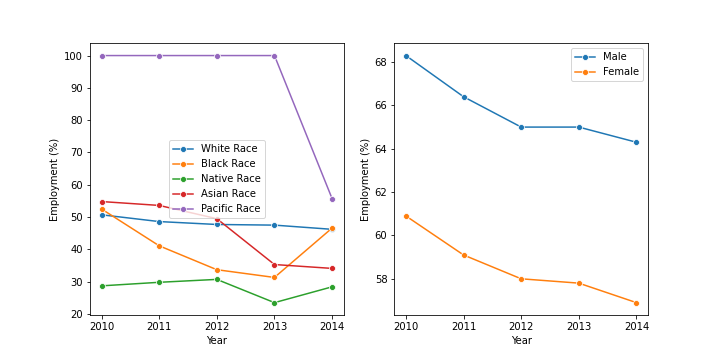 100
90
80
70
60
50
40
30
20
Employment (%)
White Race
Black Race
Native Race
Asian Race
Pacific Race
2010 2011 2012 2013 2014
Year
68
66
64
62
60
58
Employment (%)
Male
Female
2010 2011 2012 2013 2014
Year